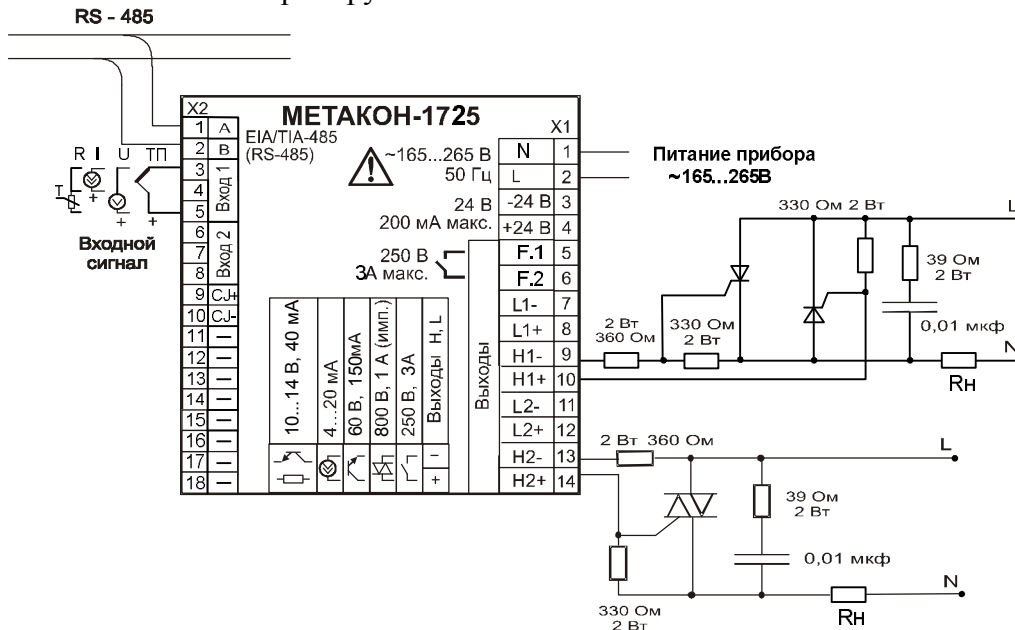 RS - 485
МЕТАКОН-1725
X2
X1
1 A
2 B
3
4
5
Вход 1
6
7
8
Вход 2
9 CJ+
10 CJ-
11 –
12 –
13 –
14 –
15 –
16 –
17 –
18 –
EIA/TIA-485
(RS-485)
R I U ТП
T
+ + +
Входной
сигнал
~165...265 В
50 Гц
24 В
200 мА макс.
250 В
3А макс.
N 1
L 2
-24 В 3
+24 В 4
F.1 5
F.2 6
L1- 7
L1+ 8
H1- 9
H1+ 10
L2- 11
L2+ 12
H2- 13
H2+ 14
Выходы
10...14 В, 40 мА
4...20 мА
60 В, 150мА
800 В, 1 А (имп.)
250 В, 3А
Выходы H, L
–
+
Питание прибора
~165...265В
330 Ом 2 Вт
L
39 Ом
2 Вт
0,01 мкф
2 Вт
360 Ом
330 Ом
2 Вт
N
Rн
2 Вт 360 Ом
L
39 Ом
2 Вт
0,01 мкф
N
330 Ом
2 Вт
Rн